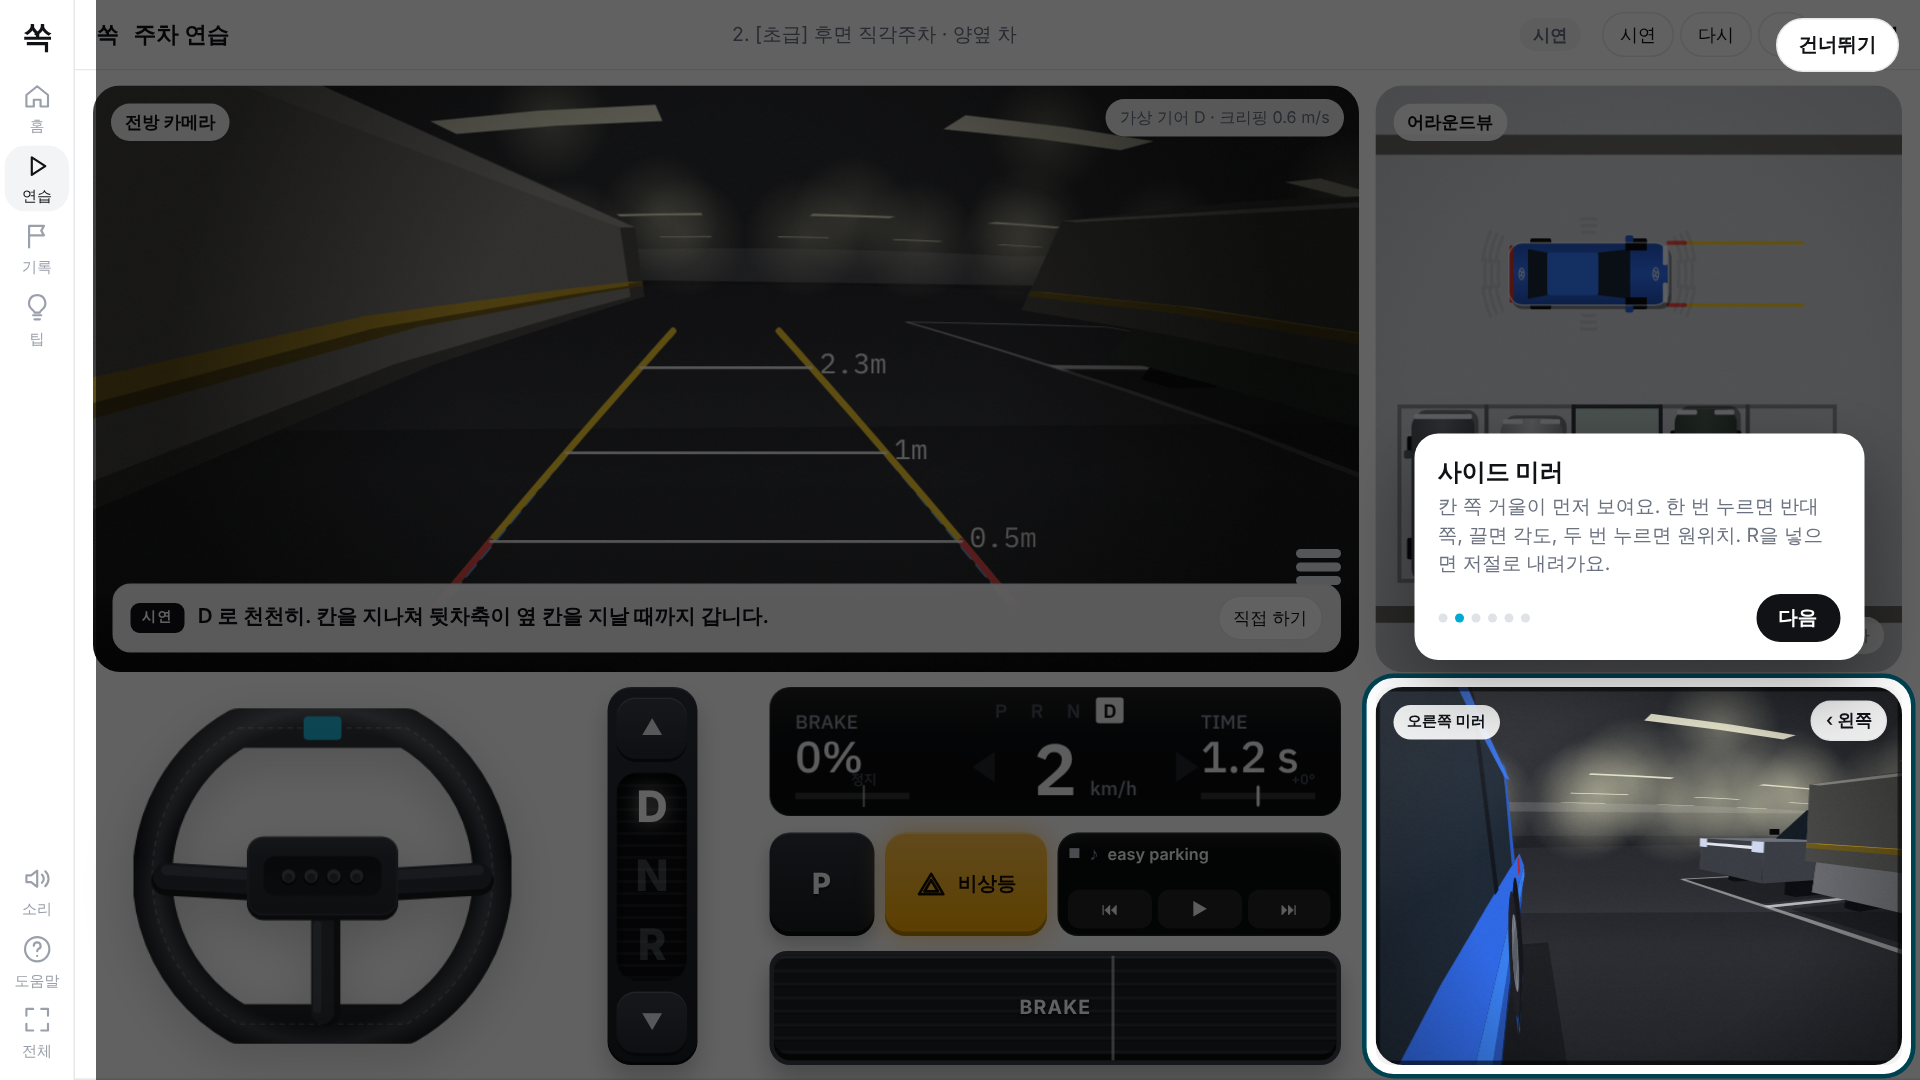 쏙
홈
연습
기록
팁
소리
도움말
전체
쏙 주차 연습
2. [초급] 후면 직각주차 · 양옆 차
시연
시연
다시
건너뛰기
전방 카메라
가상 기어 D · 크리핑 0.6 m/s
2.3m
1m
0.5m
시연
D 로 천천히. 칸을 지나쳐 뒷차축이 옆 칸을 지날 때까지 갑니다.
직접 하기
어라운드뷰
사이드 미러
칸 쪽 거울이 먼저 보여요. 한 번 누르면 반대
쪽, 끌면 각도, 두 번 누르면 원위치. R을 넣으
면 저절로 내려가요.
다음
D
N
R
BRAKE
0%
정지
P R N D
2 km/h
TIME
1.2 s
+0°
P
비상등
easy parking
BRAKE
오른쪽 미러
‹ 왼쪽